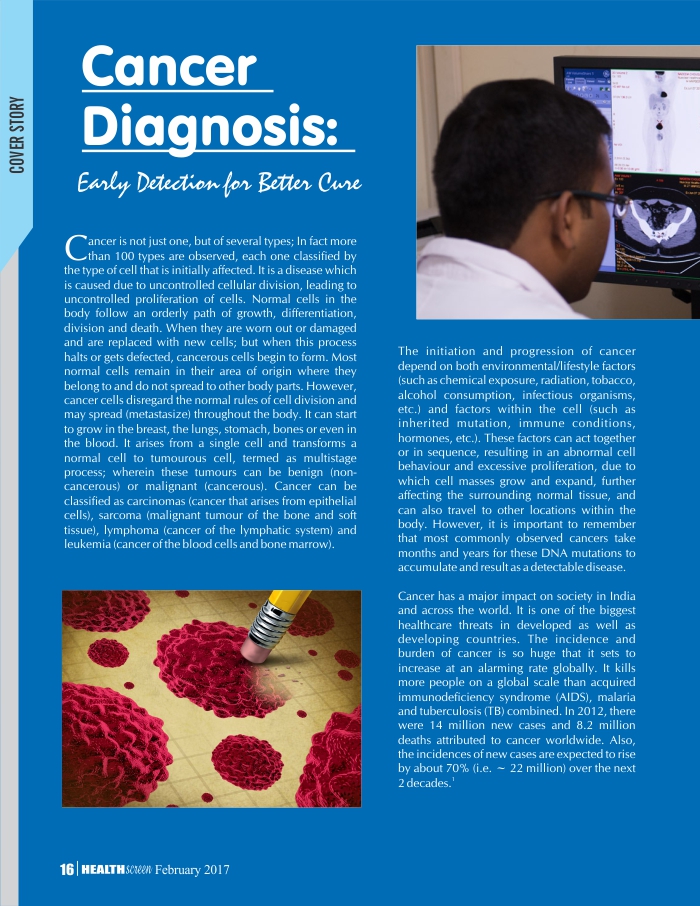 COVER STORY
Cancer
Diagnosis:
Early Detection for Better Cure
Cancer is not just one, but of several types; In fact more
than 100 types are observed, each one classified by
the type of cell that is initially affected. It is a disease which
is caused due to uncontrolled cellular division, leading to
uncontrolled proliferation of cells. Normal cells in the
body follow an orderly path of growth, differentiation,
division and death. When they are worn out or damaged
and are replaced with new cells; but when this process
halts or gets defected, cancerous cells begin to form. Most
normal cells remain in their area of origin where they
belong to and do not spread to other body parts. However,
cancer cells disregard the normal rules of cell division and
may spread (metastasize) throughout the body. It can start
to grow in the breast, the lungs, stomach, bones or even in
the blood. It arises from a single cell and transforms a
normal cell to tumourous cell, termed as multistage
process; wherein these tumours can be benign (non-
cancerous) or malignant (cancerous). Cancer can be
classified as carcinomas (cancer that arises from epithelial
cells), sarcoma (malignant tumour of the bone and soft
tissue), lymphoma (cancer of the lymphatic system) and
leukemia (cancer of the blood cells and bone marrow).
The initiation and progression of cancer
depend on both environmental/lifestyle factors
(such as chemical exposure, radiation, tobacco,
alcohol consumption, infectious organisms,
etc.) and factors within the cell (such as
inherited mutation, immune conditions,
hormones, etc.). These factors can act together
or in sequence, resulting in an abnormal cell
behaviour and excessive proliferation, due to
which cell masses grow and expand, further
affecting the surrounding normal tissue, and
can also travel to other locations within the
body. However, it is important to remember
that most commonly observed cancers take
months and years for these DNA mutations to
accumulate and result as a detectable disease.
Cancer has a major impact on society in India
and across the world. It is one of the biggest
healthcare threats in developed as well as
developing countries. The incidence and
burden of cancer is so huge that it sets to
increase at an alarming rate globally. It kills
more people on a global scale than acquired
immunodeficiency syndrome (AIDS), malaria
and tuberculosis (TB) combined. In 2012, there
were 14 million new cases and 8.2 million
deaths attributed to cancer worldwide. Also,
the incidences of new cases are expected to rise
by about 70% (i.e. ~ 22 million) over the next
2 decades.1
16 | HEALTHscreen February 2017